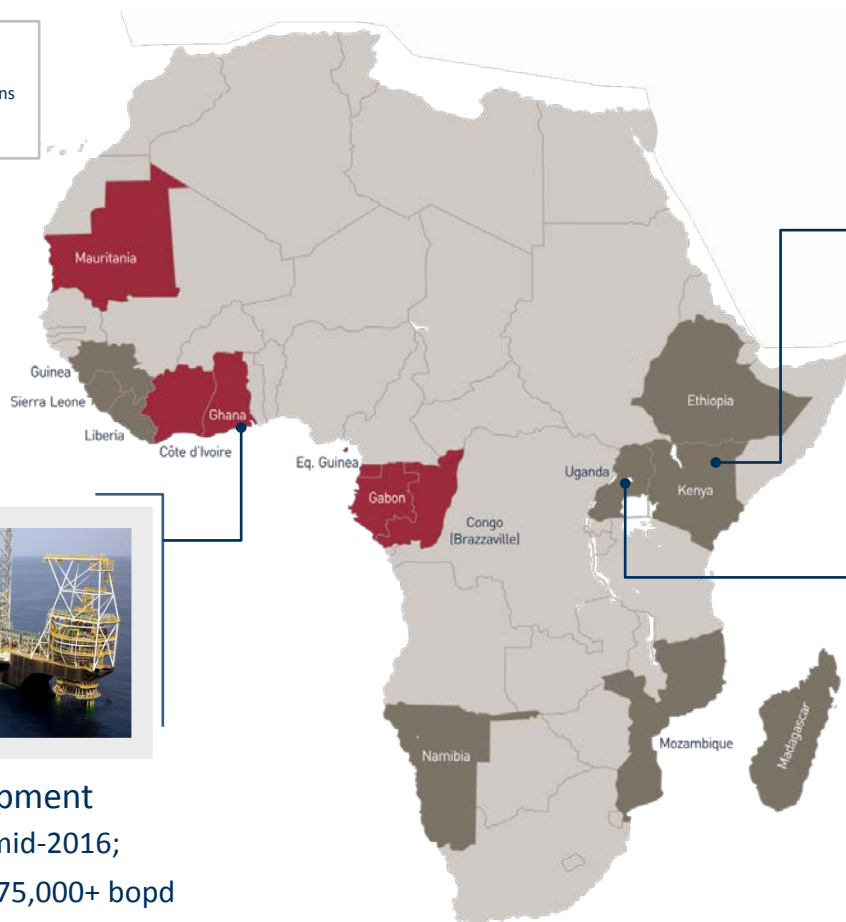 ns
Mauritania
Guinea
Sierra Leone
Liberia
Côte d'Ivoire
Ghana
Eq. Guinea
Gabon
Congo
(Brazzaville)
Uganda
Ethiopia
Kenya
Namibia
Mozambique
Madagascar
pment
mid-2016;
75,000+ bopd